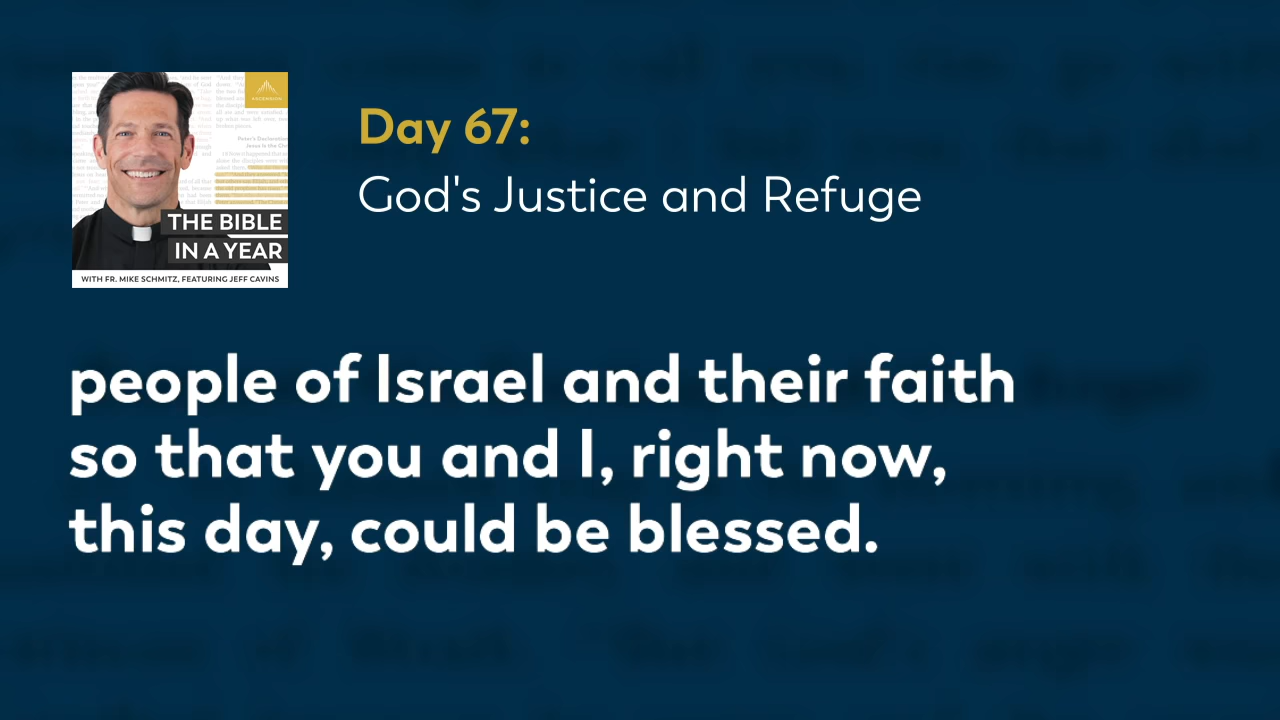 ASCENSION
THE BIBLE
IN A YEAR
WITH FR. MIKE SCHMITZ, FEATURING JEFF CAVINS
Day 67:
God's Justice and Refuge
people of Israel and their faith
so that you and I, right now,
this day, could be blessed.